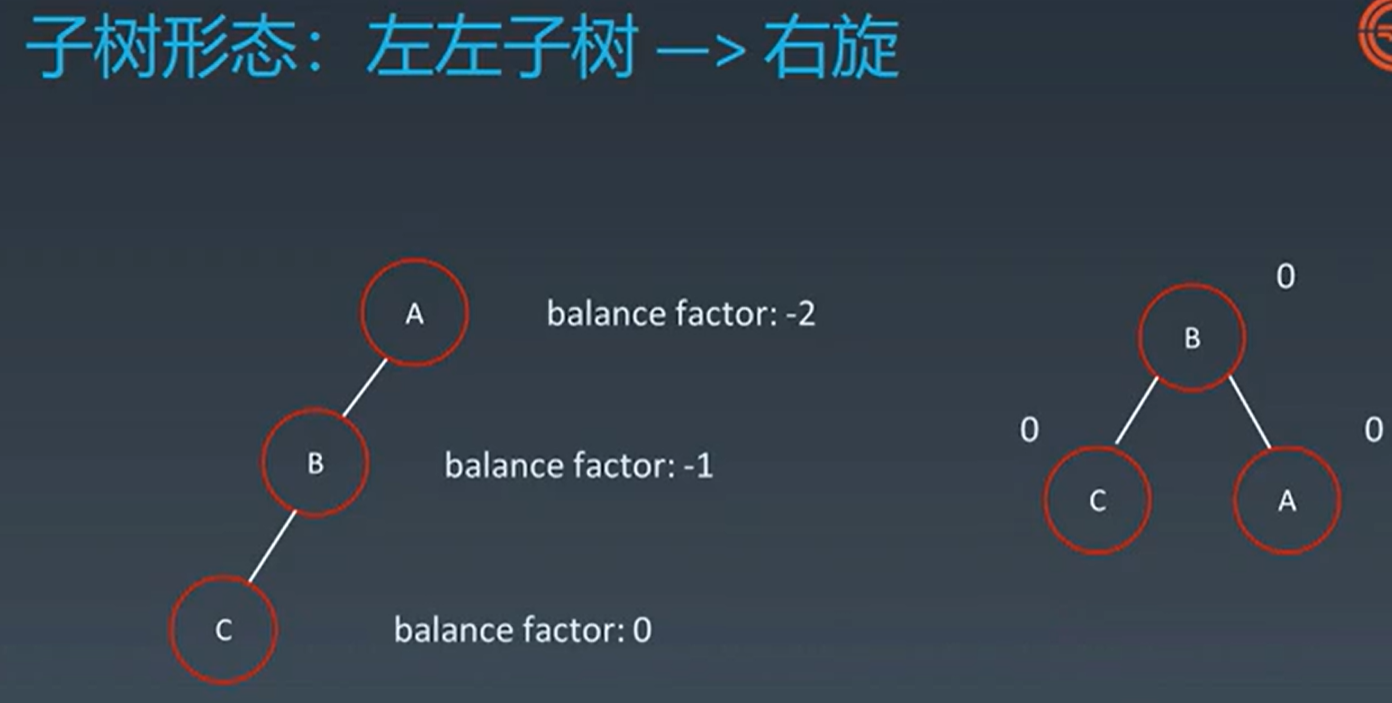 子树形态：左左子树 —> 右旋
A
balance factor: -2
B
balance factor: -1
C
balance factor: 0
0
B
0
0
C
A